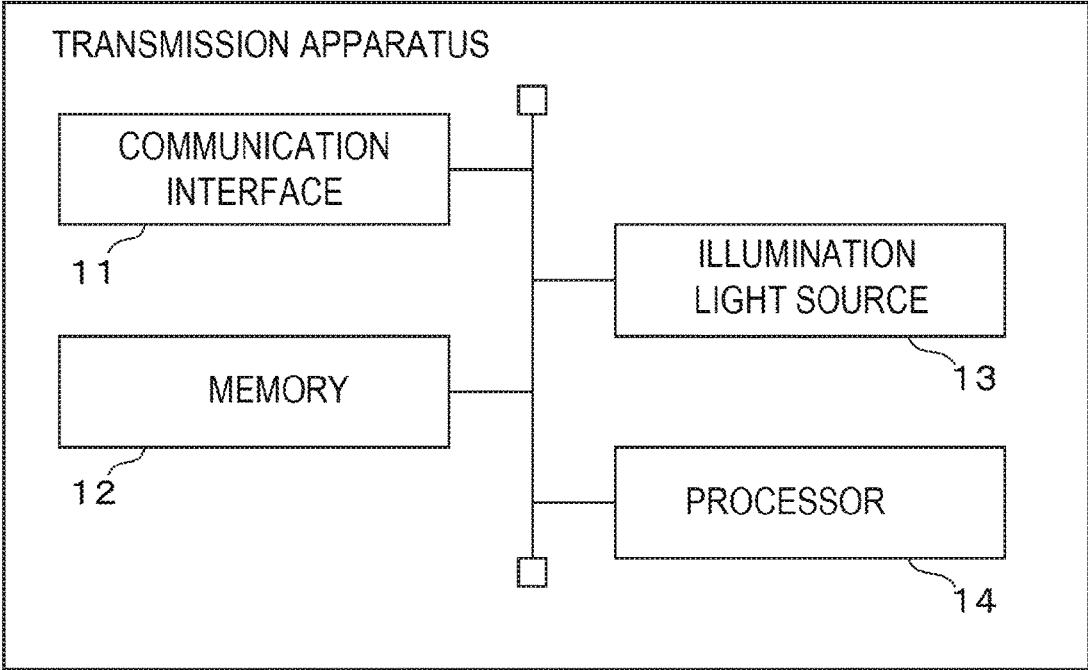 TRANSMISSION APPARATUS
COMMUNICATION
INTERFACE
11
ILLUMINATION
LIGHT SOURCE
13
MEMORY
12
PROCESSOR
14